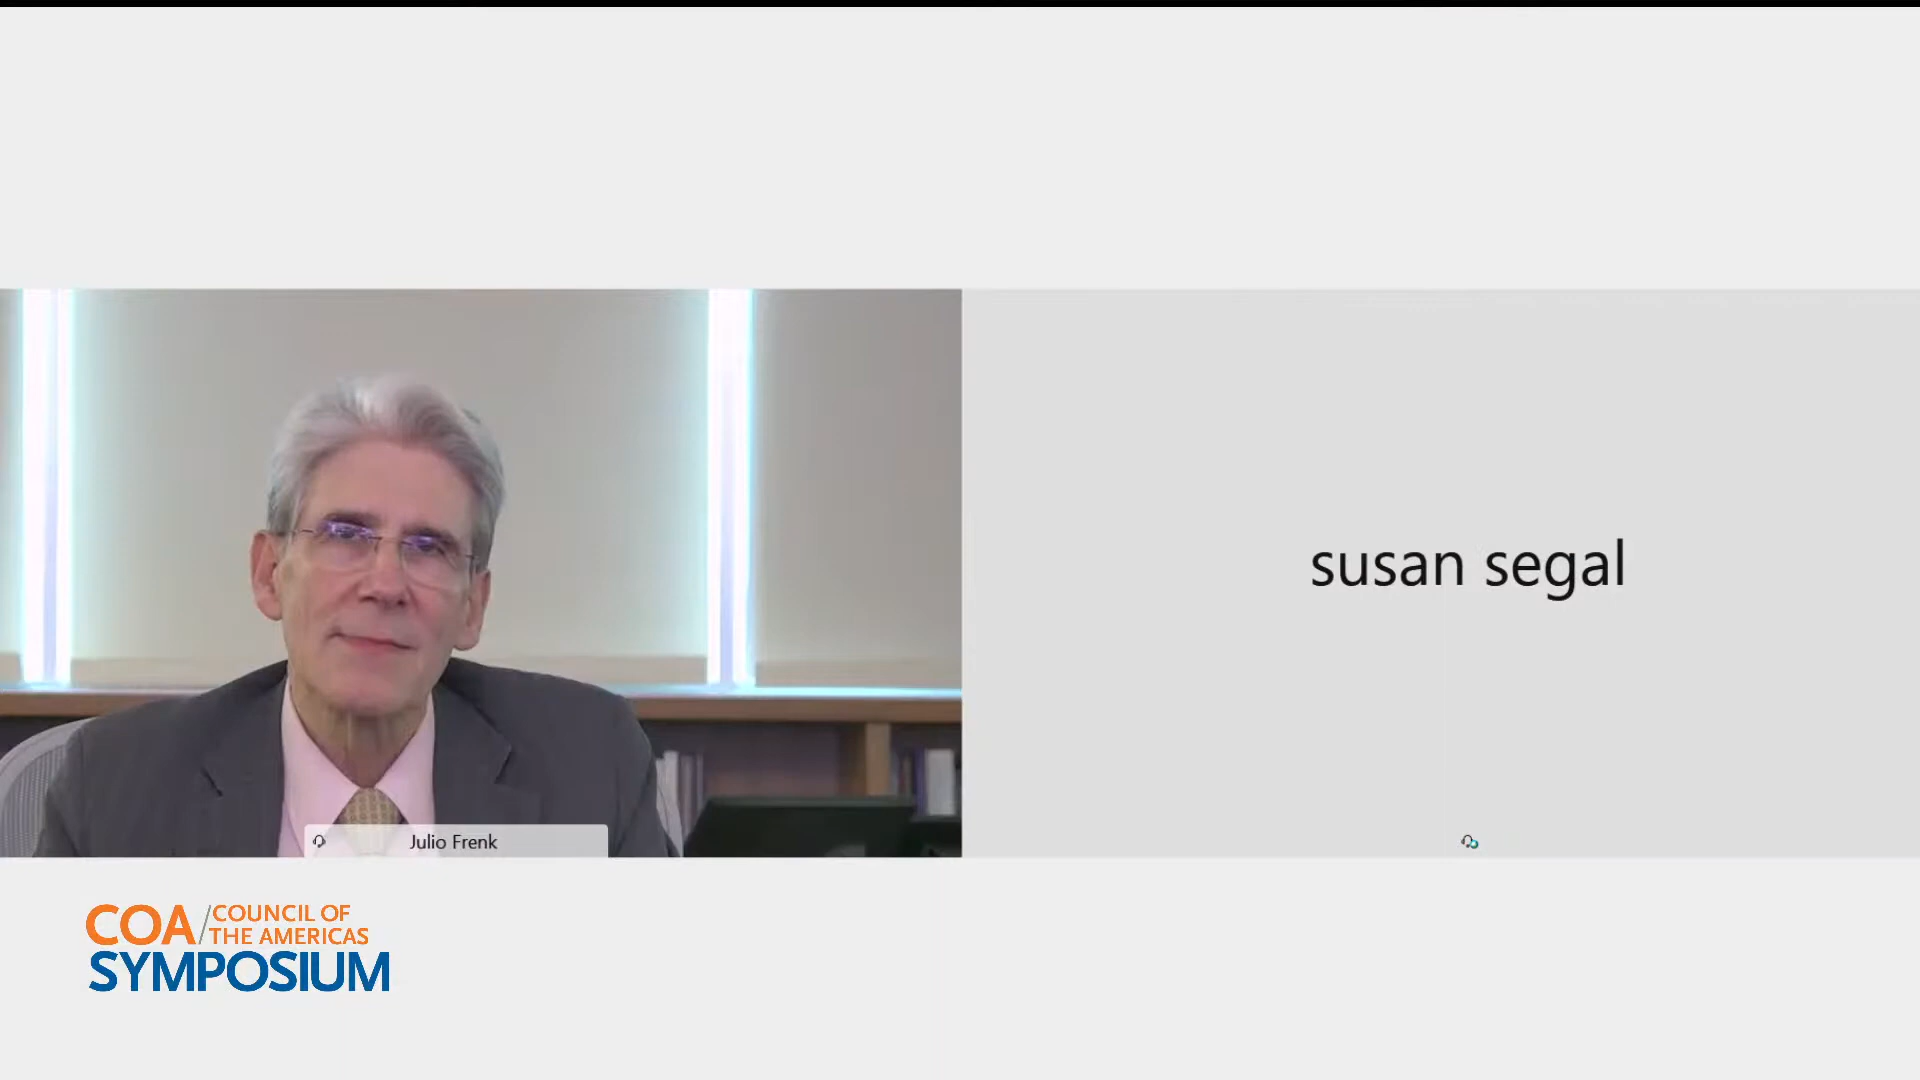 susan segal
Julio Frenk
COA/COUNCIL OF
THE AMERICAS
SYMPOSIUM